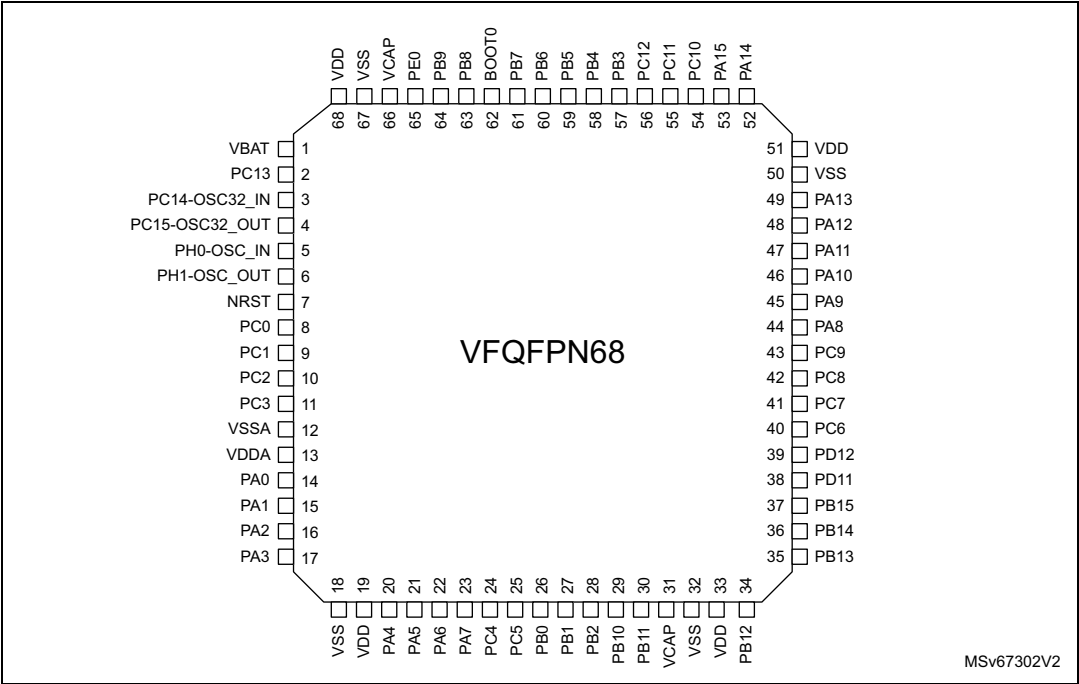 VDD VSS VCAP PE0 PB9 PB8 BOOT0 PB7 PB6 PB5 PB4 PB3 PC12 PC11 PC10 PA15 PA14
68 67 66 65 64 63 62 61 60 59 58 57 56 55 54 53 52
VBAT 1 51 VDD
PC13 2 50 VSS
PC14-OSC32_IN 3 49 PA13
PC15-OSC32_OUT 4 48 PA12
PH0-OSC_IN 5 47 PA11
PH1-OSC_OUT 6 46 PA10
NRST 7 45 PA9
PC0 8 44 PA8
PC1 9 VFQFPN68 43 PC9
PC2 10 42 PC8
PC3 11 41 PC7
VSSA 12 40 PC6
VDDA 13 39 PD12
PA0 14 38 PD11
PA1 15 37 PB15
PA2 16 36 PB14
PA3 17 35 PB13
18 19 20 21 22 23 24 25 26 27 28 29 30 31 32 33 34
VSS VDD PA4 PA5 PA6 PA7 PC4 PC5 PB0 PB1 PB2 PB10 PB11 VCAP VSS VDD PB12
MSv67302V2